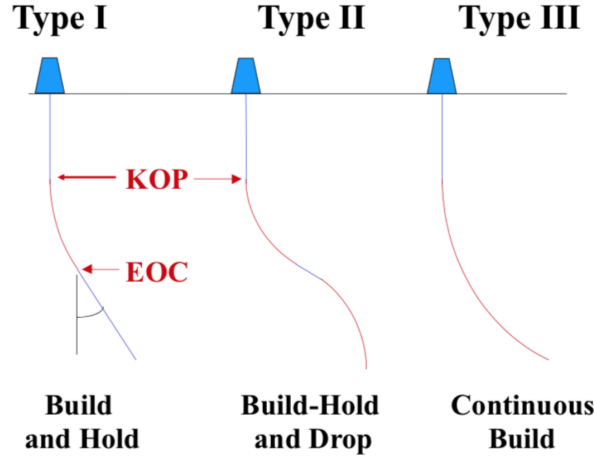 Type I
Type II
Type III
KOP
EOC
Build
and Hold
Build-Hold
and Drop
Continuous
Build